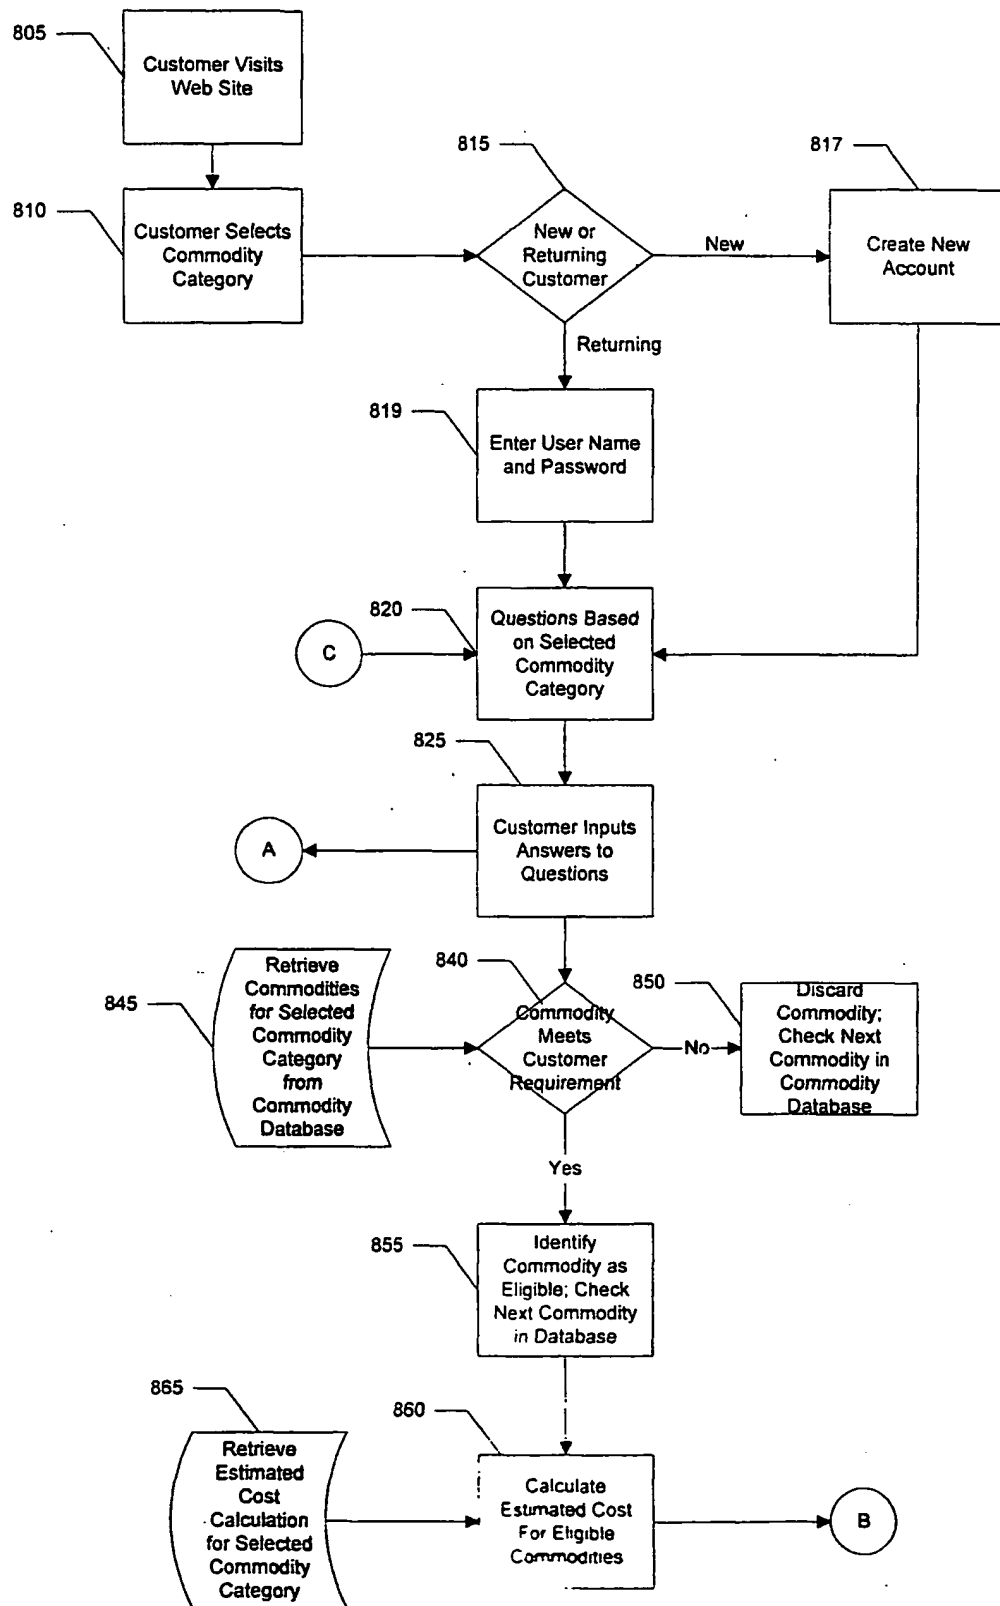 805
Customer Visits
Web Site
810
Customer Selects
Commodity
Category
815
New or
Returning
Customer
New
817
Create New
Account
Returning
819
Enter User Name
and Password
820
C
Questions Based
on Selected
Commodity
Category
825
A
Customer Inputs
Answers to
Questions
845
Retrieve
Commodities
for Selected
Commodity
Category
from
Commodity
Database
840
Commodity
Meets
Customer
Requirement
No
850
Discard
Commodity;
Check Next
Commodity in
Commodity
Database
Yes
855
Identify
Commodity as
Eligible; Check
Next Commodity
in Database
865
Retrieve
Estimated
Cost
Calculation
for Selected
Commodity
Category
860
Calculate
Estimated Cost
For Eligible
Commodities
B